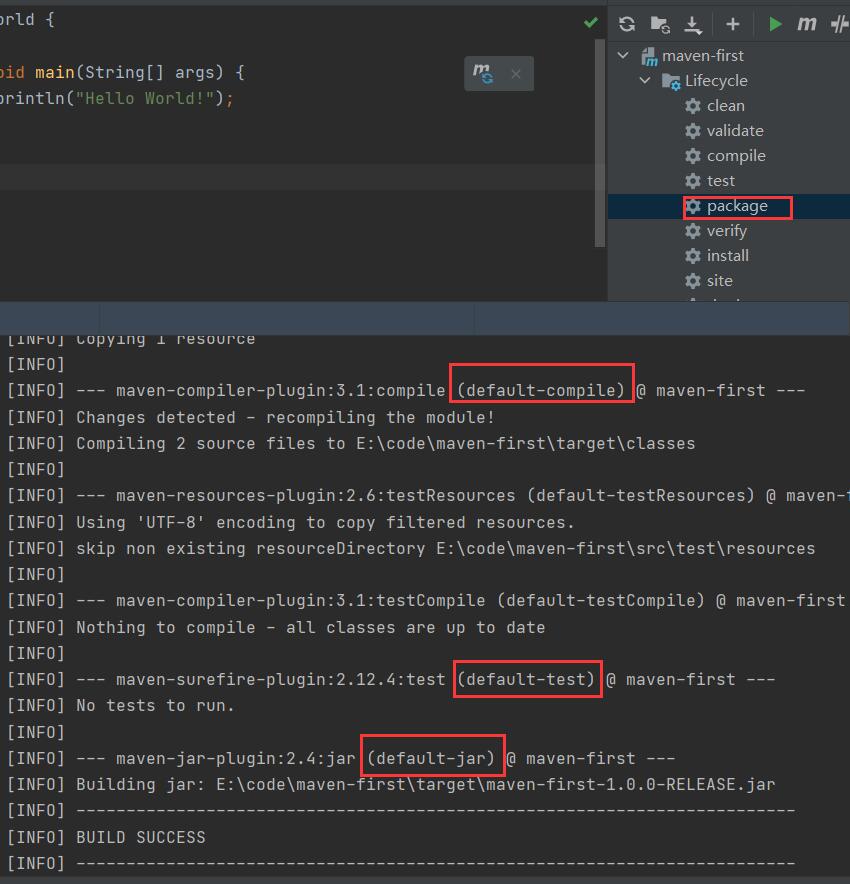 orld {
oid main(String[] args) {
println("Hello World!");
maven-first
Lifecycle
clean
validate
compile
test
package
verify
install
site
[INFO] Copying 1 resource
[INFO]
[INFO] --- maven-compiler-plugin:3.1:compile (default-compile) @ maven-first ---
[INFO] Changes detected - recompiling the module!
[INFO] Compiling 2 source files to E:\code\maven-first\target\classes
[INFO]
[INFO] --- maven-resources-plugin:2.6:testResources (default-testResources) @ maven-
[INFO] Using 'UTF-8' encoding to copy filtered resources.
[INFO] skip non existing resourceDirectory E:\code\maven-first\src\test\resources
[INFO]
[INFO] --- maven-compiler-plugin:3.1:testCompile (default-testCompile) @ maven-first
[INFO] Nothing to compile - all classes are up to date
[INFO]
[INFO] --- maven-surefire-plugin:2.12.4:test (default-test) @ maven-first ---
[INFO] No tests to run.
[INFO]
[INFO] --- maven-jar-plugin:2.4:jar (default-jar) @ maven-first ---
[INFO] Building jar: E:\code\maven-first\target\maven-first-1.0.0-RELEASE.jar
[INFO] ------------------------------------------------------------------------
[INFO] BUILD SUCCESS
[INFO] ------------------------------------------------------------------------